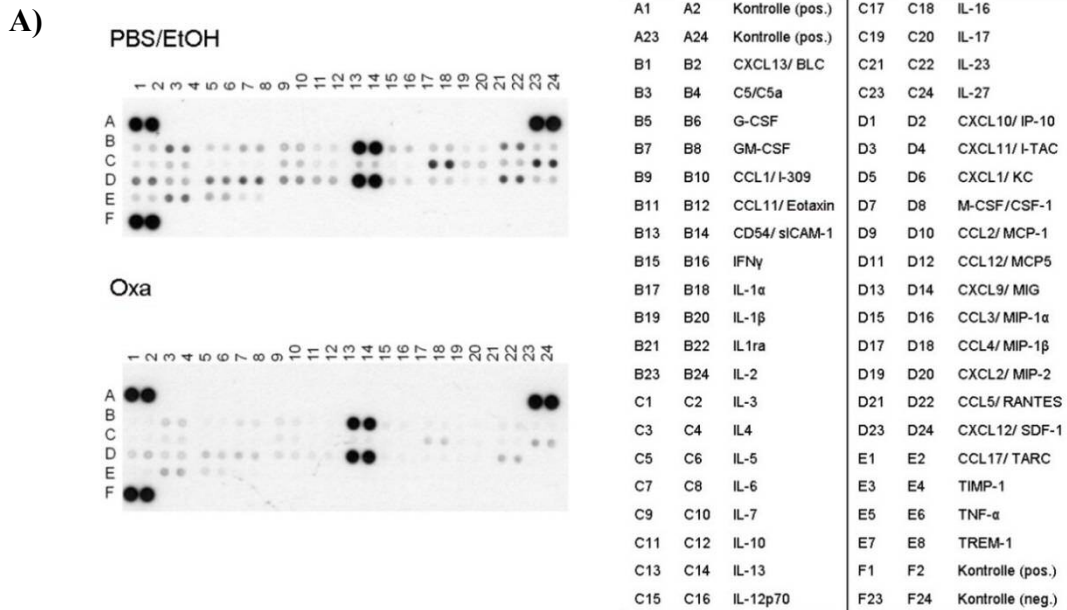 A)
PBS/EtOH
1 2 3 4 5 6 7 8 9 10 11 12 13 14 15 16 17 18 19 20 21 22 23 24
A
B
C
D
E
F
Oxa
1 2 3 4 5 6 7 8 9 10 11 12 13 14 15 16 17 18 19 20 21 22 23 24
A
B
C
D
E
F
A1 A2 Kontrolle (pos.)
A23 A24 Kontrolle (pos.)
B1 B2 CXCL13/ BLC
B3 B4 C5/C5a
B5 B6 G-CSF
B7 B8 GM-CSF
B9 B10 CCL1/ I-309
B11 B12 CCL11/ Eotaxin
B13 B14 CD54/ sICAM-1
B15 B16 IFNγ
B17 B18 IL-1α
B19 B20 IL-1β
B21 B22 IL1ra
B23 B24 IL-2
C1 C2 IL-3
C3 C4 IL4
C5 C6 IL-5
C7 C8 IL-6
C9 C10 IL-7
C11 C12 IL-10
C13 C14 IL-13
C15 C16 IL-12p70
C17 C18 IL-16
C19 C20 IL-17
C21 C22 IL-23
C23 C24 IL-27
D1 D2 CXCL10/ IP-10
D3 D4 CXCL11/ I-TAC
D5 D6 CXCL1/ KC
D7 D8 M-CSF/CSF-1
D9 D10 CCL2/ MCP-1
D11 D12 CCL12/ MCP5
D13 D14 CXCL9/ MIG
D15 D16 CCL3/ MIP-1α
D17 D18 CCL4/ MIP-1β
D19 D20 CXCL2/ MIP-2
D21 D22 CCL5/ RANTES
D23 D24 CXCL12/ SDF-1
E1 E2 CCL17/ TARC
E3 E4 TIMP-1
E5 E6 TNF-α
E7 E8 TREM-1
F1 F2 Kontrolle (pos.)
F23 F24 Kontrolle (neg.)